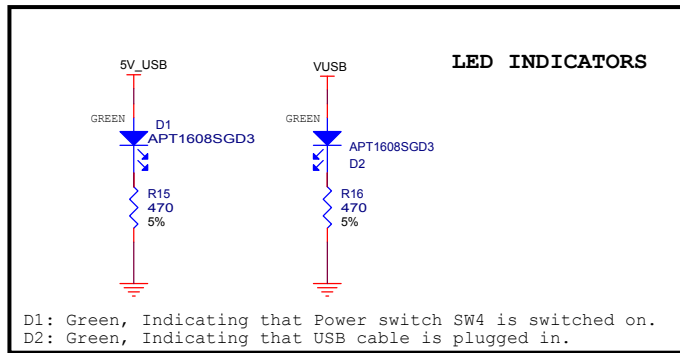 LED INDICATORS
5V_USB
GREEN
D1
APT1608SGD3
R15
470
5%
VUSB
GREEN
APT1608SGD3
D2
R16
470
5%
D1: Green, Indicating that Power switch SW4 is switched on.
D2: Green, Indicating that USB cable is plugged in.